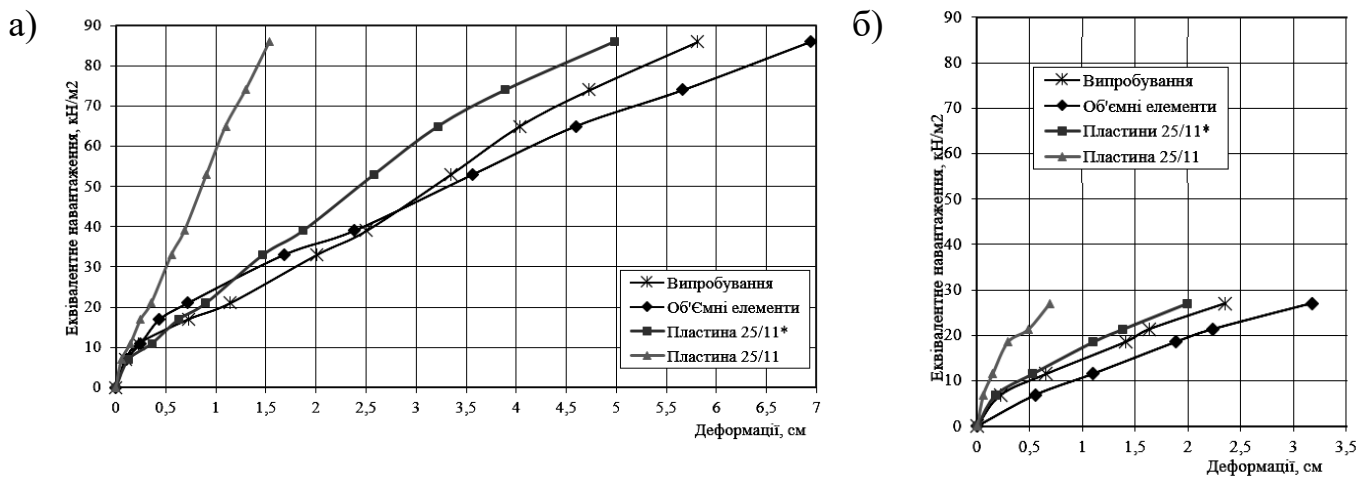 а)
Еквівалентне навантаження, кН/м2
90
80
70
60
50
40
30
20
10
0
0 0,5 1 1,5 2 2,5 3 3,5 4 4,5 5 5,5 6 6,5 7
Деформації, см
Випробування
Об'Ємні елементи
Пластина 25/11*
Пластина 25/11
б)
Еквівалентне навантаження, кН/м2
90
80
70
60
50
40
30
20
10
0
0 0,5 1 1,5 2 2,5 3 3,5
Деформації, см
Випробування
Об'ємні елементи
Пластини 25/11*
Пластина 25/11